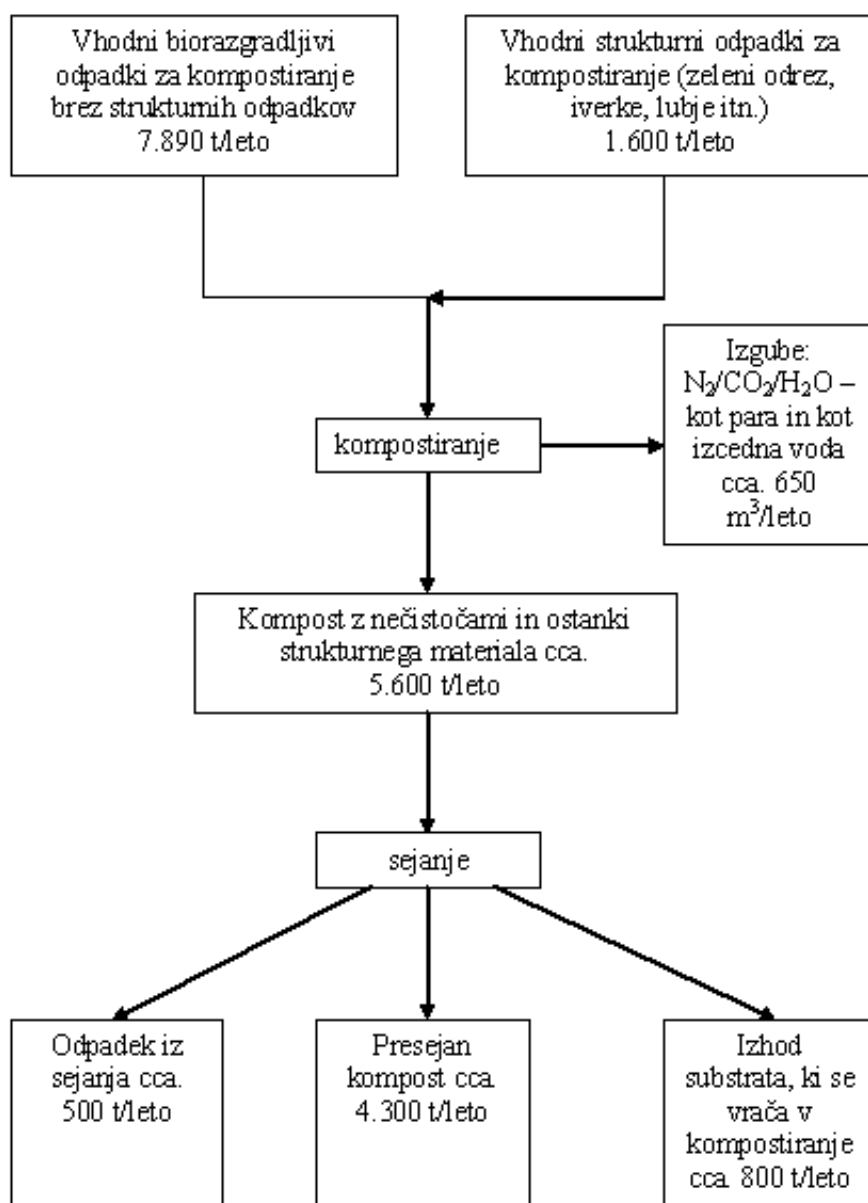 Vhodni biorazgradljivi
odpadki za kompostiranje
brez strukturnih odpadkov
7.890 t/leto
Vhodni strukturni odpadki za
kompostiranje (zeleni odrez,
iverke, lubje itn.)
1.600 t/leto
Izgube:
N₂/CO₂/H₂O –
kot para in kot
izcedna voda
cca. 650
m³/leto
kompostiranje
Kompost z nečistočami in ostanki
strukturnega materiala cca.
5.600 t/leto
sejanje
Odpadek iz
sejanja cca.
500 t/leto
Presejan
kompost cca
4.300 t/leto
Izhod
substrata, ki se
vrača v
kompostiranje
cca. 800 t/leto